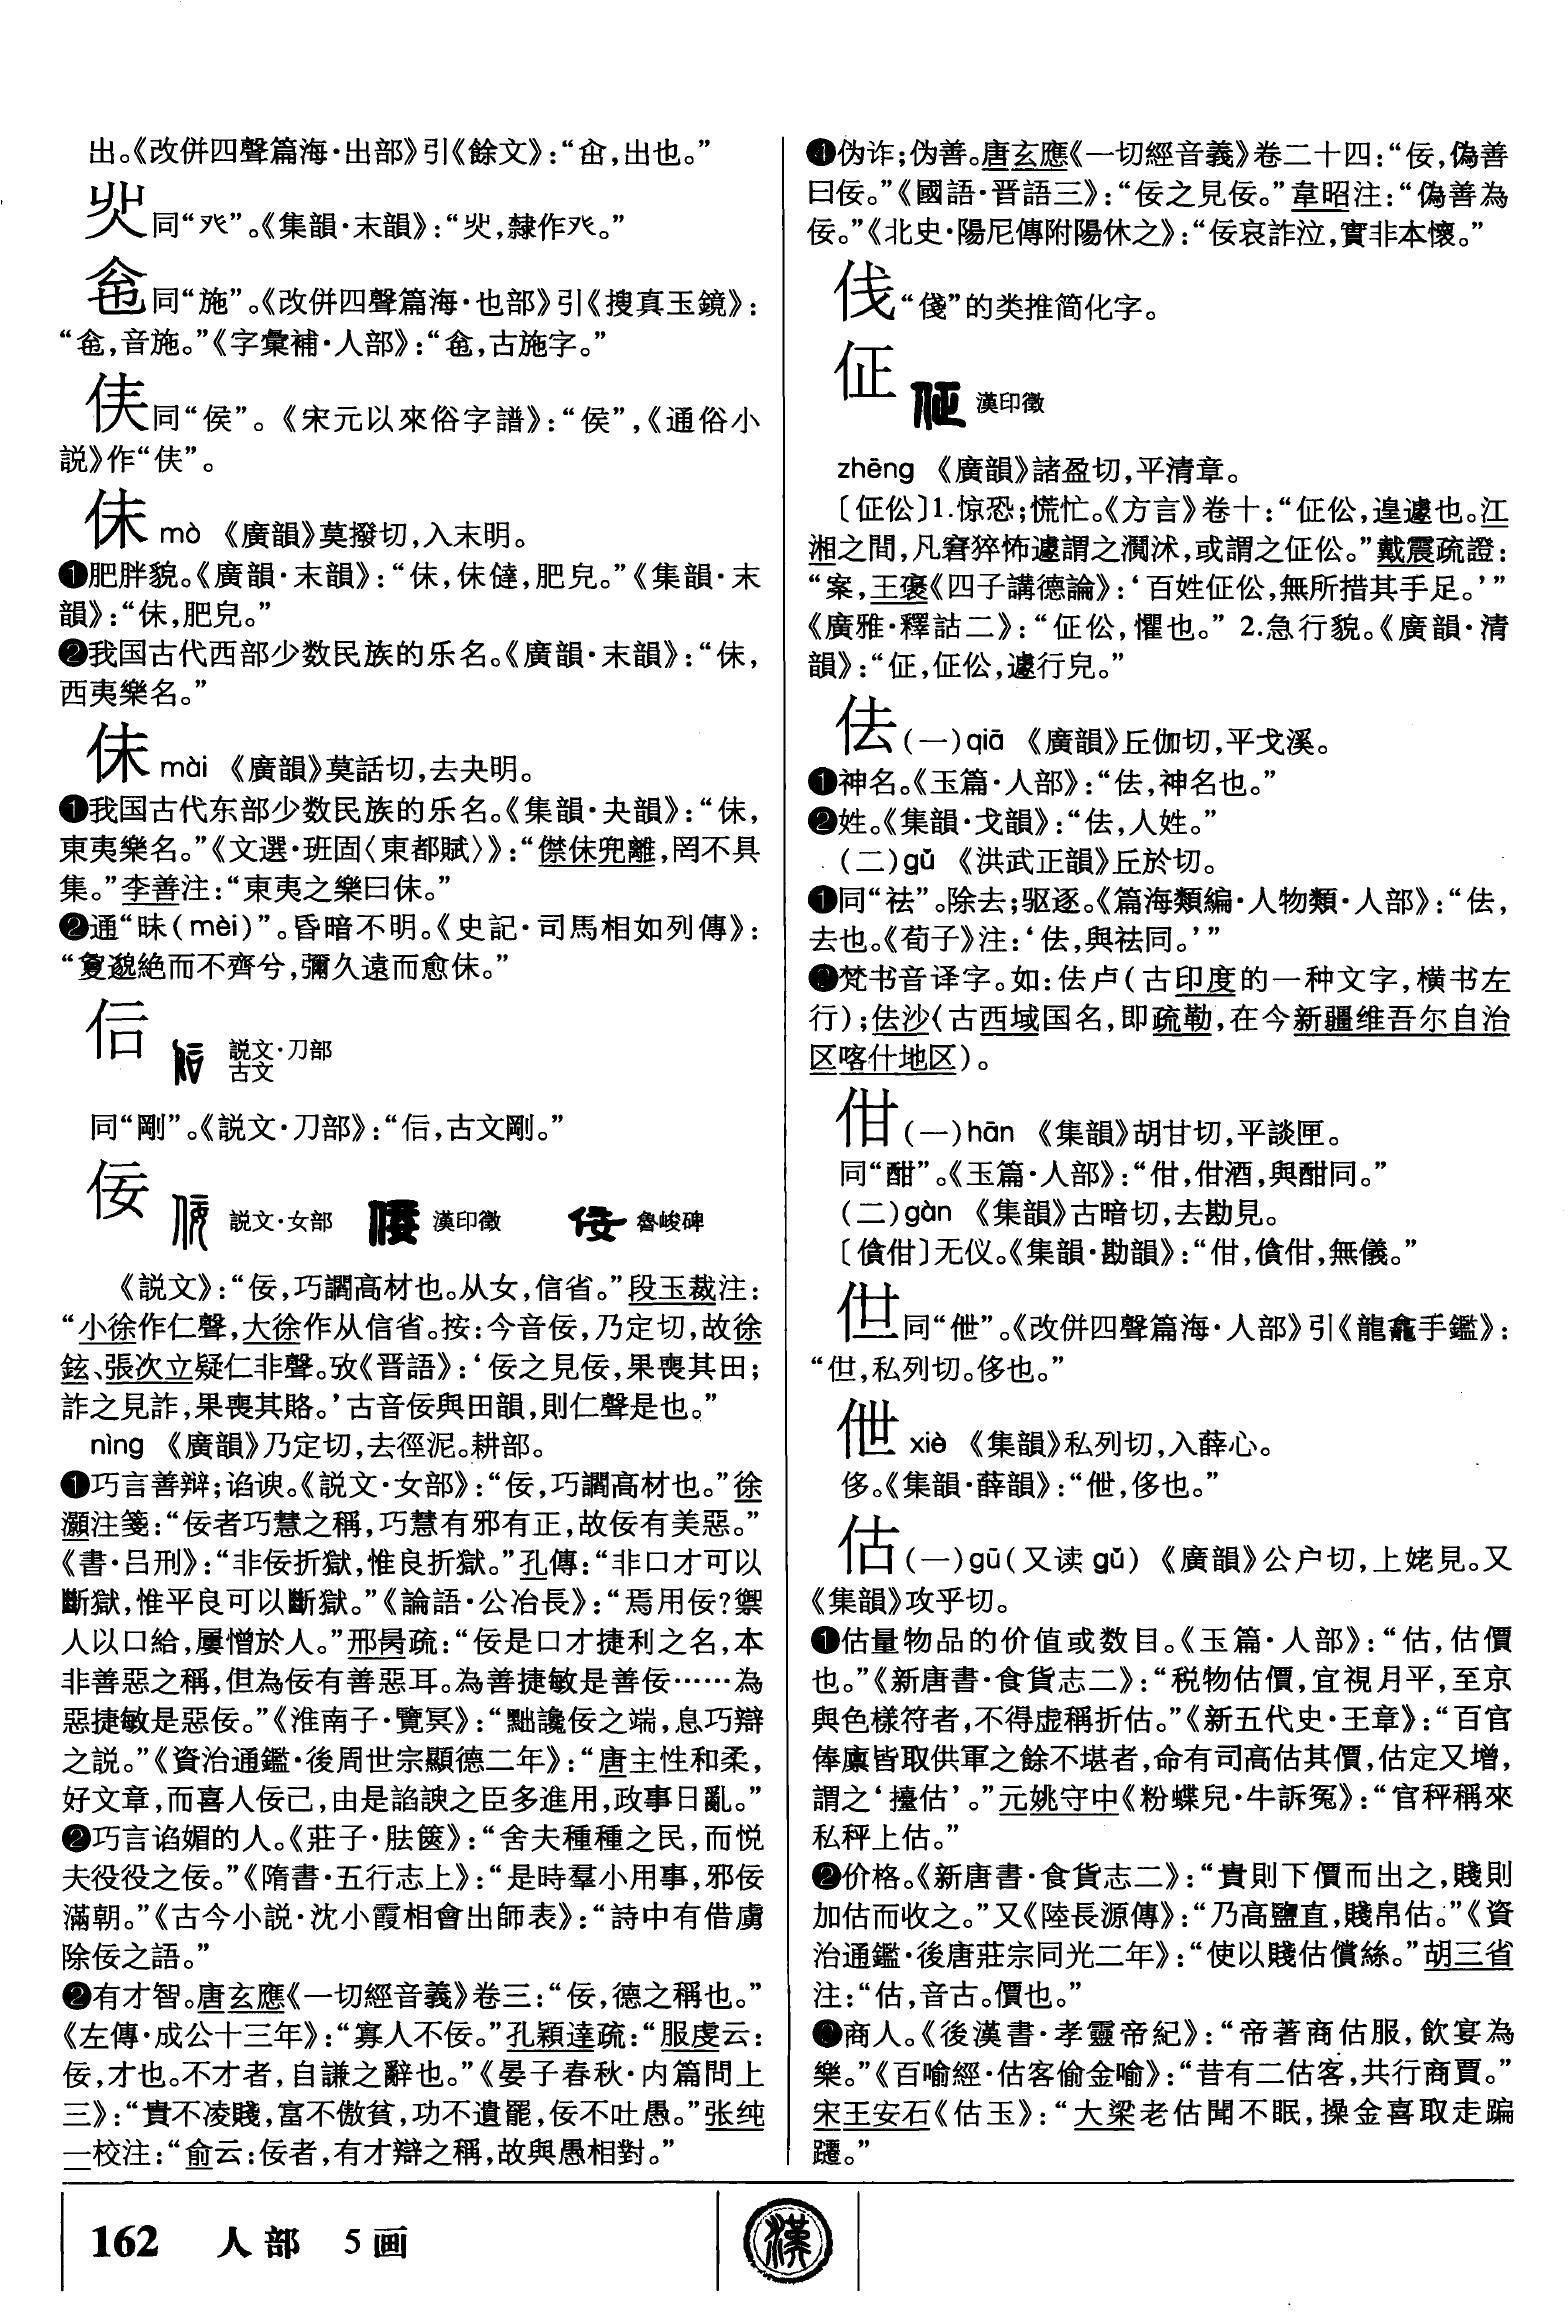 出。《改併四聲篇海·出部》引《餘文》：“㕀，出也。”
同“癶”。《集韻·末韻》：“，隸作癶。”
同“施”。《改併四聲篇海·也部》引《搜真玉鏡》：
“，音施。”《字彙補·人部》：“，古施字。”
同“侯”。《宋元以來俗字譜》：“侯”，《通俗小
説》作“”。
佅 mò 《廣韻》莫撥切，入末明。
❶肥胖貌。《廣韻·末韻》：“佅，佅㒓，肥皃。”《集韻·末
韻》：“佅，肥皃。”
❷我国古代西部少数民族的乐名。《廣韻·末韻》：“佅，
西夷樂名。”
佅 mài 《廣韻》莫話切，去夬明。
❶我国古代东部少数民族的乐名。《集韻·夬韻》：“佅，
東夷樂名。”《文選·班固〈東都賦〉》：“僸佅兜離，罔不具
集。”李善注：“東夷之樂曰佅。”
❷通“昧（mèi）”。昏暗不明。《史記·司馬相如列傳》：
“敻邈絶而不齊兮，彌久遠而愈佅。”
説文·刀部
古文
同“剛”。《説文·刀部》：“，古文剛。”
佞 説文·女部 漢印徵 魯峻碑
《説文》：“佞，巧讇高材也。从女，信省。”段玉裁注：
“小徐作仁聲，大徐作从信省。按：今音佞，乃定切，故徐
鉉、張次立疑仁非聲。攷《晋語》：‘佞之見佞，果喪其田；
詐之見詐，果喪其賂。’古音佞與田韻，則仁聲是也。”
nìng 《廣韻》乃定切，去徑泥。耕部。
❶巧言善辩；谄谀。《説文·女部》：“佞，巧讇高材也。”徐
灝注箋：“佞者巧慧之稱，巧慧有邪有正，故佞有美惡。”
《書·吕刑》：“非佞折獄，惟良折獄。”孔傳：“非口才可以
斷獄，惟平良可以斷獄。”《論語·公冶長》：“焉用佞？禦
人以口給，屢憎於人。”邢昺疏：“佞是口才捷利之名，本
非善惡之稱，但為佞有善惡耳。為善捷敏是善佞……為
惡捷敏是惡佞。”《淮南子·覽冥》：“黜讒佞之端，息巧辯
之説。”《資治通鑑·後周世宗顯德二年》：“唐主性和柔，
好文章，而喜人佞己，由是諂諛之臣多進用，政事日亂。”
❷巧言谄媚的人。《莊子·胠篋》：“舍夫種種之民，而悦
夫役役之佞。”《隋書·五行志上》：“是時羣小用事，邪佞
滿朝。”《古今小説·沈小霞相會出師表》：“詩中有借虜
除佞之語。”
❷有才智。唐玄應《一切經音義》卷三：“佞，德之稱也。”
《左傳·成公十三年》：“寡人不佞。”孔穎達疏：“服虔云：
佞，才也。不才者，自謙之辭也。”《晏子春秋·内篇問上
三》：“貴不凌賤，富不傲貧，功不遺罷，佞不吐愚。”张纯
一校注：“俞云：佞者，有才辯之稱，故與愚相對。”
❹伪诈；伪善。唐玄應《一切經音義》卷二十四：“佞，偽善
曰佞。”《國語·晋語三》：“佞之見佞。”韋昭注：“偽善為
佞。”《北史·陽尼傳附陽休之》：“佞哀詐泣，實非本懷。”
俴 “俴”的类推简化字。
佂 漢印徵
zhēng 《廣韻》諸盈切，平清章。
〔佂伀〕1.惊恐；慌忙。《方言》卷十：“佂伀，遑遽也。江
湘之間，凡窘猝怖遽謂之㵍沭，或謂之佂伀。”戴震疏證：
“案，王褒《四子講德論》：‘百姓佂伀，無所措其手足。’”
《廣雅·釋詁二》：“佂伀，懼也。” 2.急行貌。《廣韻·清
韻》：“佂，佂伀，遽行皃。”
佉（一）qiā 《廣韻》丘伽切，平戈溪。
❶神名。《玉篇·人部》：“佉，神名也。”
❷姓。《集韻·戈韻》：“佉，人姓。”
（二）gǔ 《洪武正韻》丘於切。
❶同“祛”。除去；驱逐。《篇海類編·人物類·人部》：“佉，
去也。《荀子》注：‘佉，與祛同。’”
❷梵书音译字。如：佉卢（古印度的一种文字，横书左
行）；佉沙（古西域国名，即疏勒，在今新疆维吾尔自治
区喀什地区）。
佄（一）hān 《集韻》胡甘切，平談匣。
同“酣”。《玉篇·人部》：“佄，佄酒，與酣同。”
（二）gàn 《集韻》古暗切，去勘見。
〔儑佄〕无仪。《集韻·勘韻》：“佄，儑佄，無儀。”
同“伳”。《改併四聲篇海·人部》引《龍龕手鑑》：
“，私列切。侈也。”
伳 xiè 《集韻》私列切，入薛心。
侈。《集韻·薛韻》：“伳，侈也。”
估（一）gū（又读 gǔ） 《廣韻》公户切，上姥見。又
《集韻》攻乎切。
❶估量物品的价值或数目。《玉篇·人部》：“估，估價
也。”《新唐書·食貨志二》：“税物估價，宜視月平，至京
與色樣符者，不得虚稱折估。”《新五代史·王章》：“百官
俸廪皆取供軍之餘不堪者，命有司高估其價，估定又增，
謂之‘擡估’。”元姚守中《粉蝶兒·牛訴冤》：“官秤稱來
私秤上估。”
❷价格。《新唐書·食貨志二》：“貴則下價而出之，賤則
加估而收之。”又《陸長源傳》：“乃高鹽直，賤帛估。”《資
治通鑑·後唐莊宗同光二年》：“使以賤估償絲。”胡三省
注：“估，音古。價也。”
❸商人。《後漢書·孝靈帝紀》：“帝著商估服，飲宴為
樂。”《百喻經·估客偷金喻》：“昔有二估客，共行商賈。”
宋王安石《估玉》：“大梁老估聞不眠，操金喜取走蹁
躚。”
162 人部 5画
漢